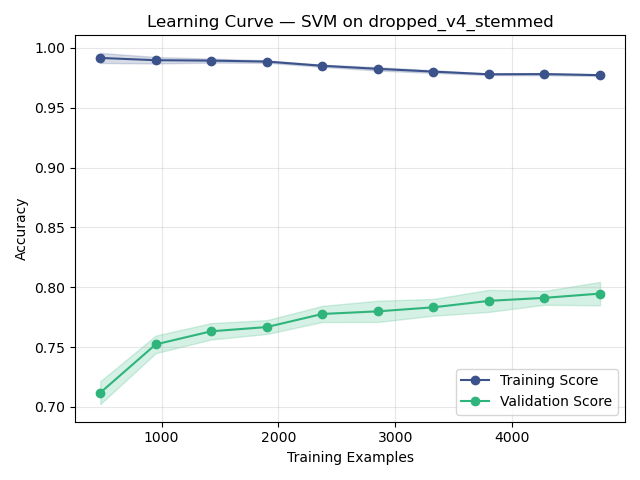 Learning Curve — SVM on dropped_v4_stemmed
1.00
0.95
0.90
0.85
0.80
0.75
0.70
Accuracy
1000
2000
3000
4000
Training Examples
Training Score
Validation Score